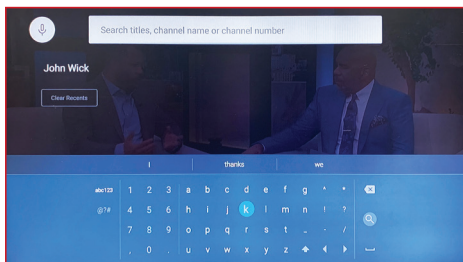 Search titles, channel name or channel number
John Wick
Clear Recents
I thanks we
abc123 1 2 3 a b c d e f g ^ *
@?# 4 5 6 h i j k l m n ! ?
7 8 9 o p q r s t _ - /
, 0 . u v w x y z